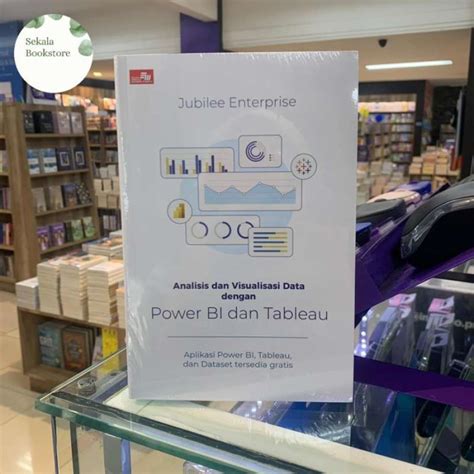 Sekala
Bookstore
Jubilee Enterprise
Analisis dan Visualisasi Data
dengan
Power BI dan Tableau
Aplikasi Power BI, Tableau,
dan Dataset tersedia gratis